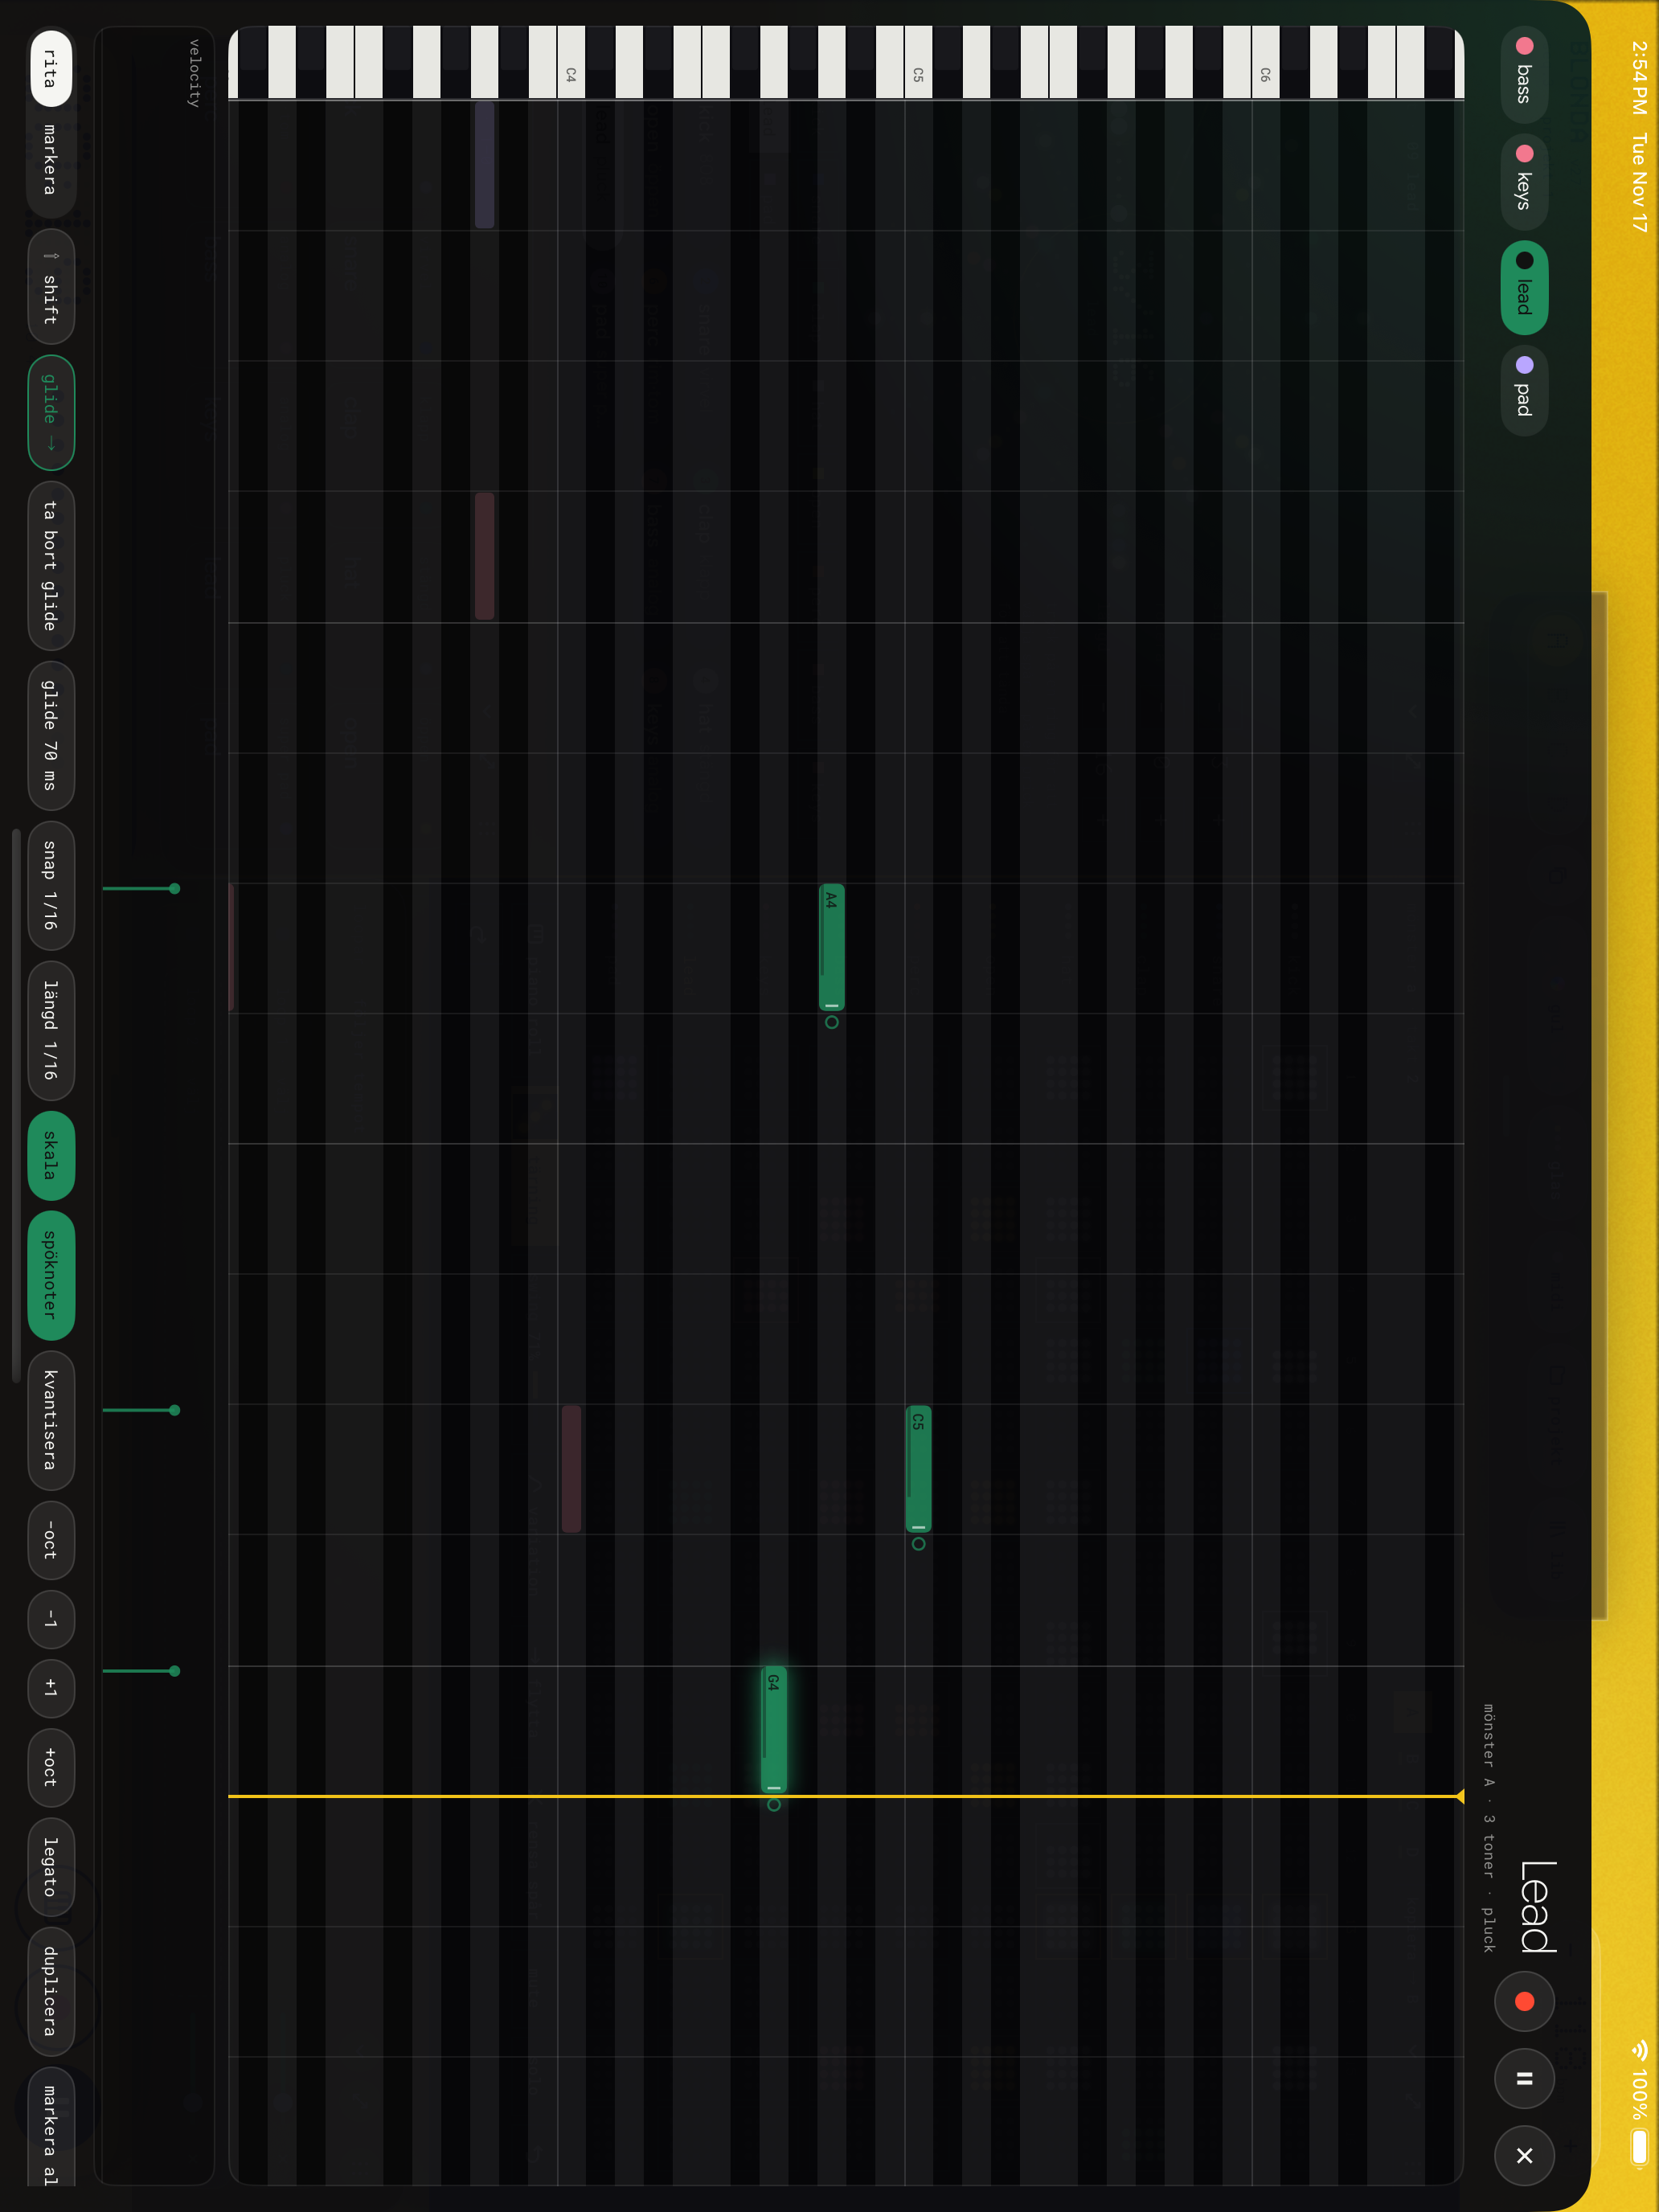 2:54 PM Tue Nov 17
100%
bass
keys
lead
pad
Lead
mönster A · 3 toner · pluck
C6
C5
C4
A4
C5
G4
velocity
rita
markera
⇧ shift
glide →
ta bort glide
glide 70 ms
snap 1/16
längd 1/16
skala
spöknoter
kvantisera
-oct
-1
+1
+oct
legato
duplicera
markera al